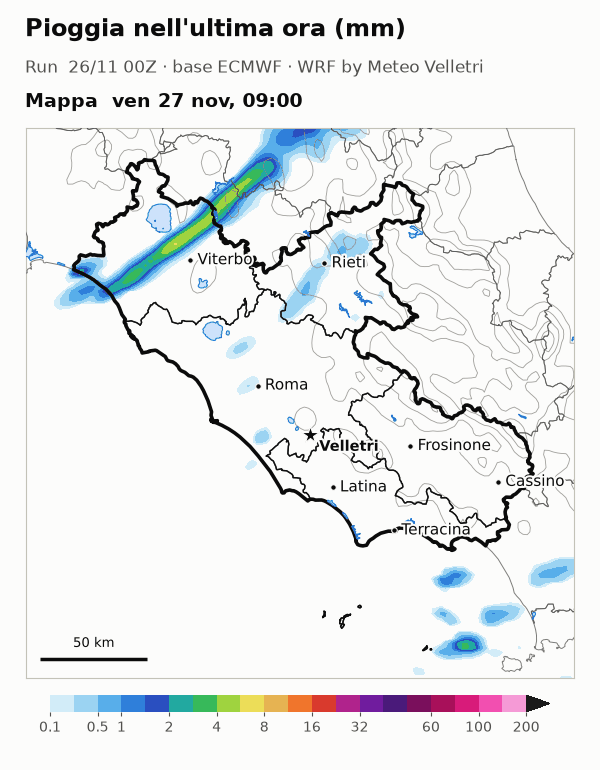 Pioggia nell'ultima ora (mm)
Run  26/11 00Z · base ECMWF · WRF by Meteo Velletri
Mappa  ven 27 nov, 09:00
Viterbo
Rieti
Roma
Velletri
Frosinone
Cassino
Latina
Terracina
50 km
0.1 0.5 1 2 4 8 16 32 60 100 200